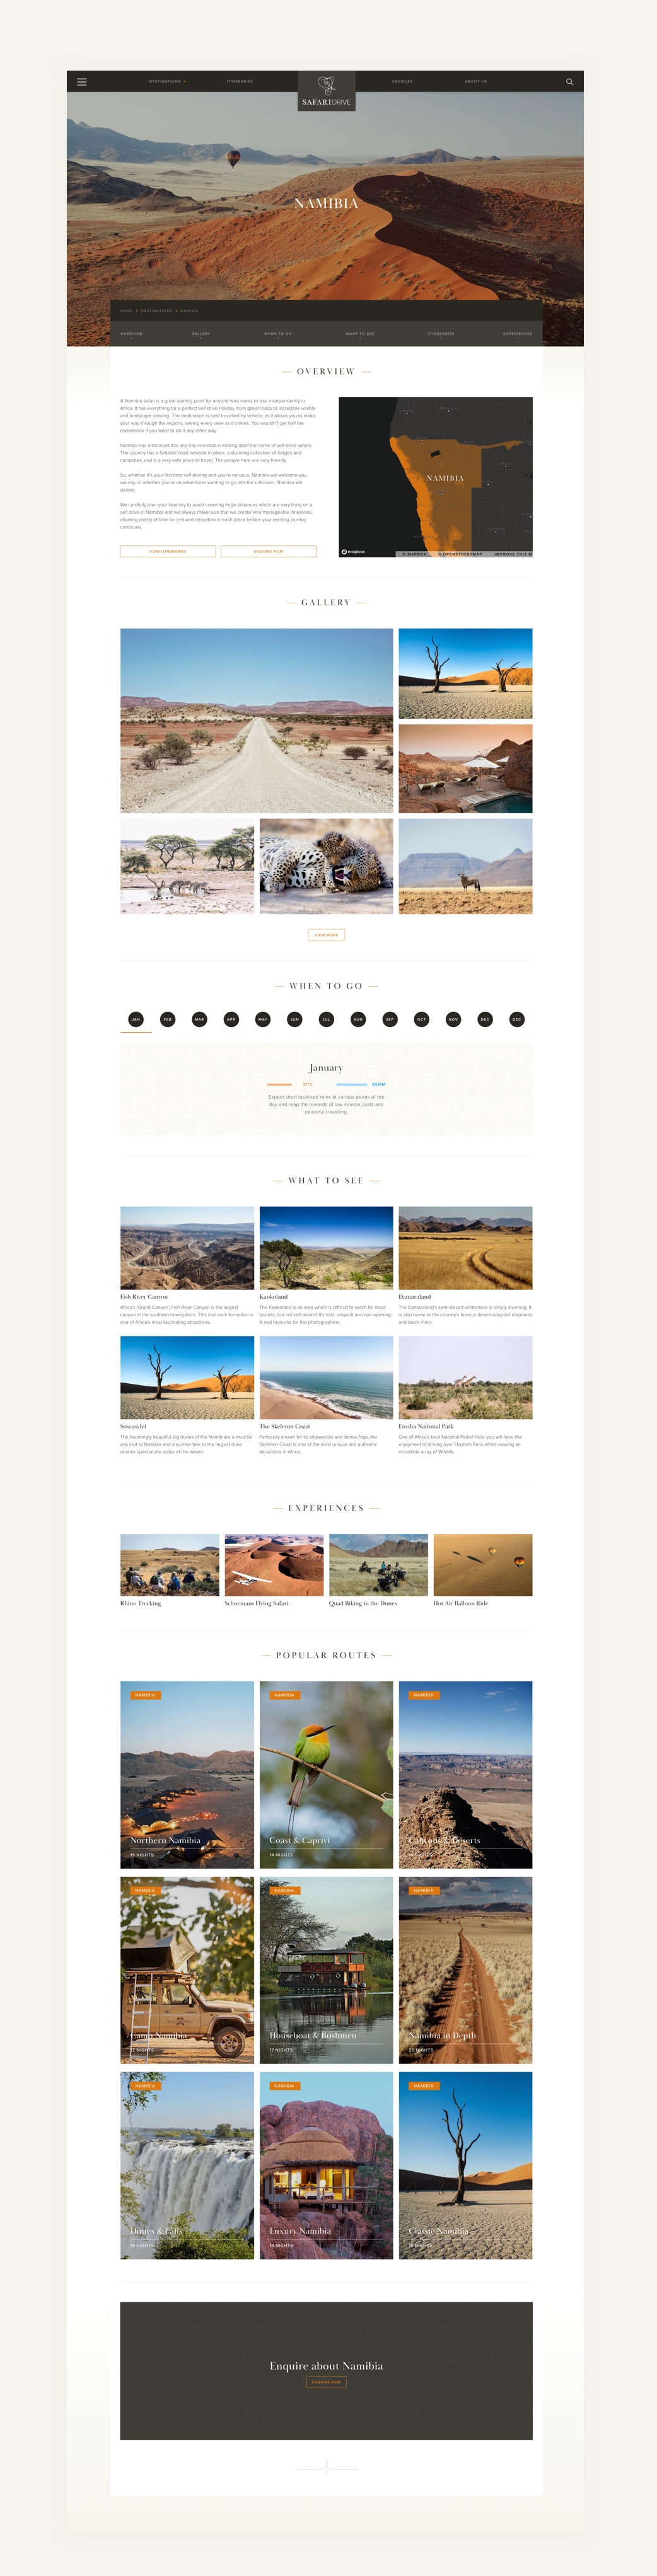 DESTINATIONS
ITINERARIES
SAFARIDRIVE
VEHICLES
ABOUT US
NAMIBIA
HOME > DESTINATIONS > NAMIBIA
OVERVIEW
GALLERY
WHEN TO GO
WHAT TO SEE
ITINERARIES
EXPERIENCES
OVERVIEW
A Namibia safari is a great starting point for anyone who wants to tour independently in
Africa. It has everything for a perfect self-drive holiday, from good roads to incredible wildlife
and landscape viewing. The destination is best travelled by vehicle, as it allows you to make
your way through the regions, seeing every view as it comes. You wouldn't get half the
experience if you were to do it any other way.
Namibia has embraced this and has invested in making itself the home of self drive safaris.
The country has a fantastic road network in place, a stunning collection of lodges and
campsites, and is a very safe place to travel. The people here are very friendly.
So, whether it's your first time self driving and you're nervous, Namibia will welcome you
warmly, or whether you're an adventurer wanting to go into the unknown, Namibia will
deliver.
We carefully plan your itinerary to avoid covering huge distances which are very tiring on a
self drive in Namibia and we always make sure that we create very manageable itineraries,
allowing plenty of time for rest and relaxation in each place before your exciting journey
continues.
VIEW ITINERARIES
ENQUIRE NOW
NAMIBIA
mapbox
© MAPBOX
© OPENSTREETMAP
IMPROVE THIS M
GALLERY
VIEW MORE
WHEN TO GO
JAN
FEB
MAR
APR
MAY
JUN
JUL
AUG
SEP
OCT
NOV
DEC
DEC
January
31°C
85MM
Expect short localised rains at various points of the
day and reap the rewards of low season costs and
peaceful travelling.
WHAT TO SEE
Fish River Canyon
Africa's 'Grand Canyon', Fish River Canyon is the largest
canyon in the southern hemisphere. This vast rock formation is
one of Africa's most fascinating attractions.
Kaokoland
The Kaokoland is an area which is difficult to reach for most
tourists, but not self drivers! It's vast, unspoilt and eye opening.
A real favourite for the photographers.
Damaraland
The Damaraland's semi-desert wilderness is simply stunning. It
is also home to the country's famous desert-adapted elephants
and black rhino.
Sossusvlei
The hauntingly beautiful big dunes of the Namib are a must for
any visit to Namibia and a sunrise trek to the largest dune
reveals spectacular vistas of the desert.
The Skeleton Coast
Famously known for its shipwrecks and dense fogs, the
Skeleton Coast is one of the most unique and authentic
attractions in Africa.
Etosha National Park
One of Africa's best National Parks! Here you will have the
enjoyment of driving over Etosha's Pans whilst viewing an
incredible array of Wildlife.
EXPERIENCES
Rhino Trecking
Schoemans Flying Safari
Quad Biking in the Dunes
Hot Air Balloon Ride
POPULAR ROUTES
NAMIBIA
Northern Namibia
15 NIGHTS
NAMIBIA
Coast & Caprivi
14 NIGHTS
NAMIBIA
Canyons & Deserts
NIGHTS
NAMIBIA
Namibia
NIGHTS
NAMIBIA
Houseboat & Bushmen
17 NIGHTS
NAMIBIA
Namibia in Depth
NIGHTS
NAMIBIA
Dunes & Falls
NIGHTS
NAMIBIA
Luxury Namibia
NIGHTS
NAMIBIA
Classic Namibia
NIGHTS
Enquire about Namibia
ENQUIRE NOW